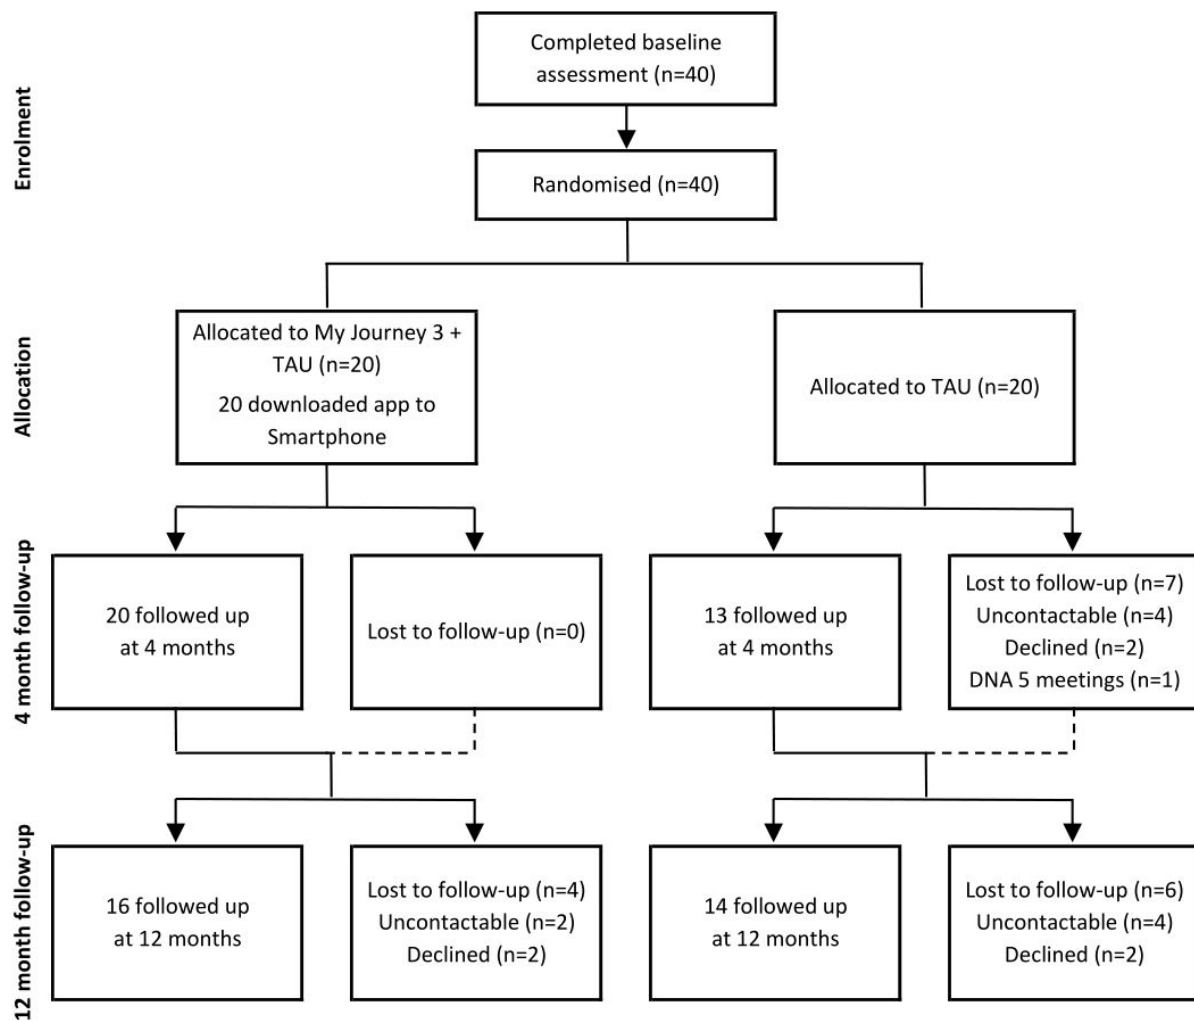 Enrolment
Completed baseline
assessment (n=40)
Randomised (n=40)
Allocation
Allocated to My Journey 3 +
TAU (n=20)
20 downloaded app to
Smartphone
Allocated to TAU (n=20)
4 month follow-up
20 followed up
at 4 months
Lost to follow-up (n=0)
13 followed up
at 4 months
Lost to follow-up (n=7)
Uncontactable (n=4)
Declined (n=2)
DNA 5 meetings (n=1)
12 month follow-up
16 followed up
at 12 months
Lost to follow-up (n=4)
Uncontactable (n=2)
Declined (n=2)
14 followed up
at 12 months
Lost to follow-up (n=6)
Uncontactable (n=4)
Declined (n=2)